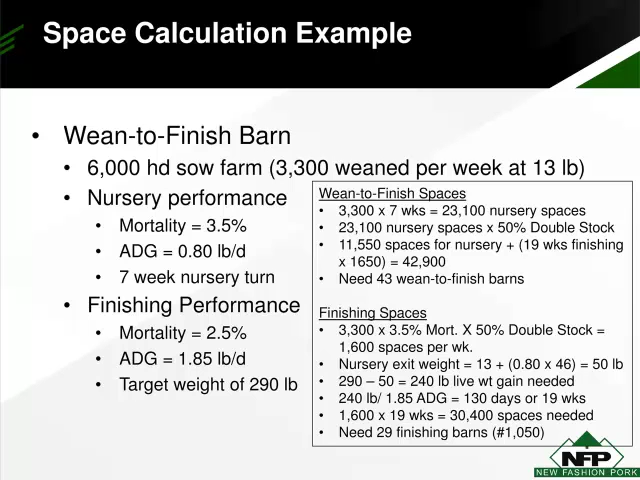 Space Calculation Example
• Wean-to-Finish Barn
• 6,000 hd sow farm (3,300 weaned per week at 13 lb)
• Nursery performance
• Mortality = 3.5%
• ADG = 0.80 lb/d
• 7 week nursery turn
• Finishing Performance
• Mortality = 2.5%
• ADG = 1.85 lb/d
• Target weight of 290 lb
Wean-to-Finish Spaces
• 3,300 x 7 wks = 23,100 nursery spaces
• 23,100 nursery spaces x 50% Double Stock
• 11,550 spaces for nursery + (19 wks finishing
x 1650) = 42,900
• Need 43 wean-to-finish barns
Finishing Spaces
• 3,300 x 3.5% Mort. X 50% Double Stock =
1,600 spaces per wk.
• Nursery exit weight = 13 + (0.80 x 46) = 50 lb
• 290 – 50 = 240 lb live wt gain needed
• 240 lb/ 1.85 ADG = 130 days or 19 wks
• 1,600 x 19 wks = 30,400 spaces needed
• Need 29 finishing barns (#1,050)
NFP
NEW FASHION PORK